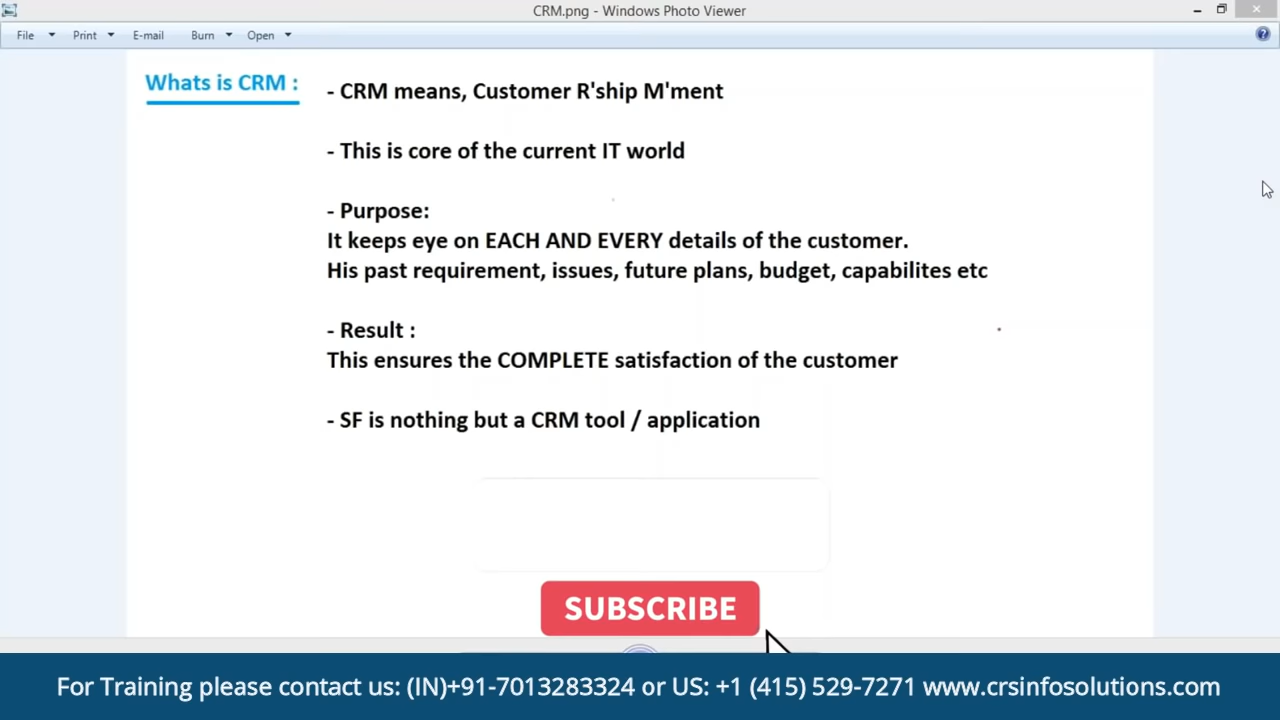 CRM.png - Windows Photo Viewer
File Print E-mail Burn Open
Whats is CRM :
- CRM means, Customer R'ship M'ment
- This is core of the current IT world
- Purpose:
It keeps eye on EACH AND EVERY details of the customer.
His past requirement, issues, future plans, budget, capabilites etc
- Result :
This ensures the COMPLETE satisfaction of the customer
- SF is nothing but a CRM tool / application
SUBSCRIBE
For Training please contact us: (IN)+91-7013283324 or US: +1 (415) 529-7271 www.crsinfosolutions.com